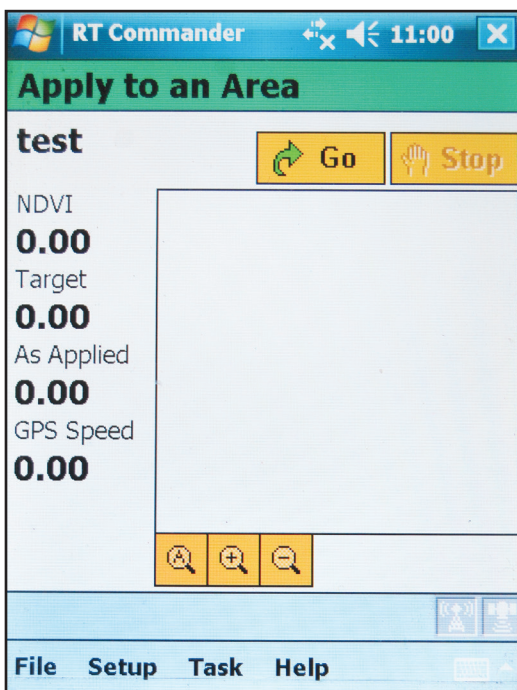 RT Commander 11:00
Apply to an Area
test
Go Stop
NDVI
0.00
Target
0.00
As Applied
0.00
GPS Speed
0.00
A
File Setup Task Help